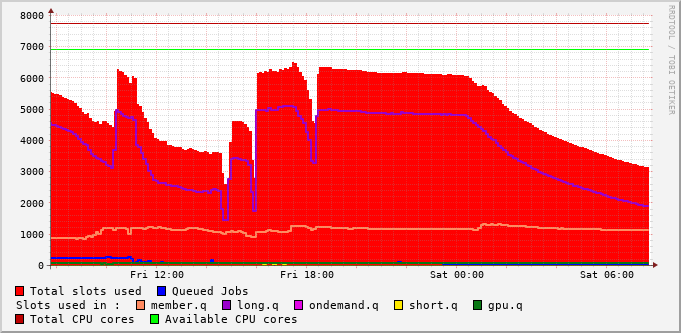 RRDTOOL / TOBI OETIKER
8000
7000
6000
5000
4000
3000
2000
1000
0
Fri 12:00 Fri 18:00 Sat 00:00 Sat 06:00
Total slots used Queued Jobs
Slots used in : member.q long.q ondemand.q short.q gpu.q
Total CPU cores Available CPU cores